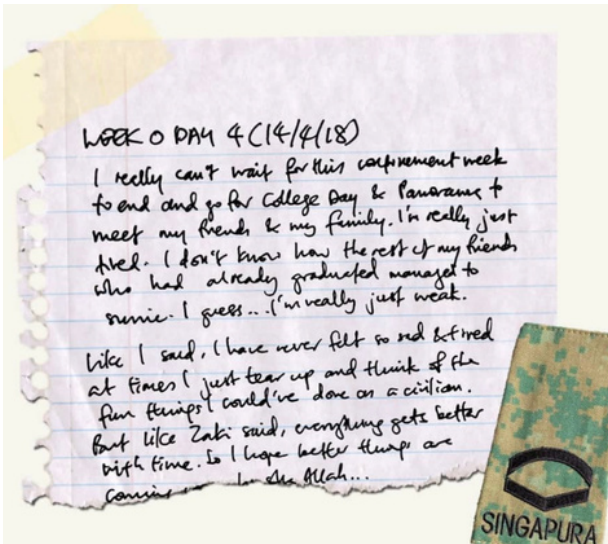 WEEK 0 DAY 4 (14/4/18)
I really can't wait for this confinement week
to end and go for College Day & Panorama to
meet my friends & my family. I'm really just
tired. I don't know how the rest of my friends
who had already graduated managed to
survive. I guess... I'm really just weak.
Like I said, I have never felt so sad & tired
at times I just tear up and think of the
fun things I could've done as a civilian.
But like Zaki said, everything gets better
with time. So I hope better things are
coming Allah...
SINGAPURA